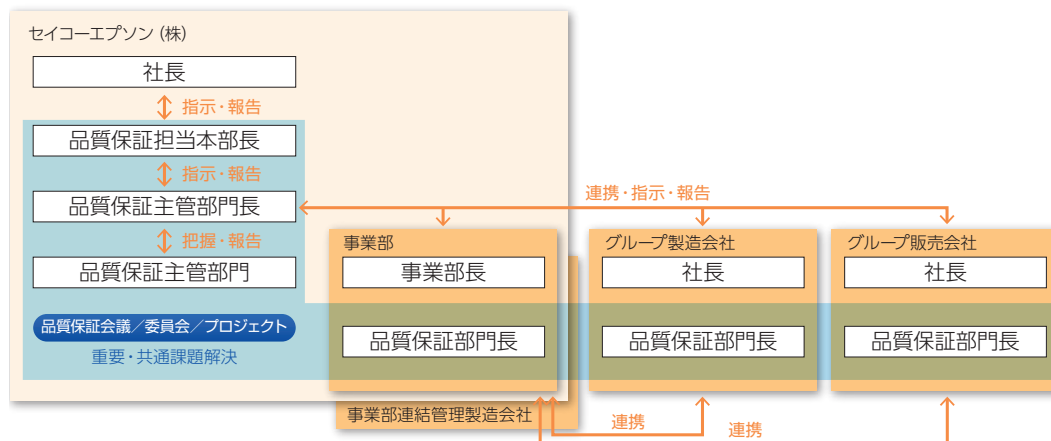 セイコーエプソン(株)
社長
指示・報告
品質保証担当本部長
指示・報告
品質保証主管部門長
連携・指示・報告
把握・報告
品質保証主管部門
品質保証会議/委員会/プロジェクト
重要・共通課題解決
事業部
事業部長
品質保証部門長
事業部連結管理製造会社
グループ製造会社
社長
品質保証部門長
グループ販売会社
社長
品質保証部門長
連携
連携